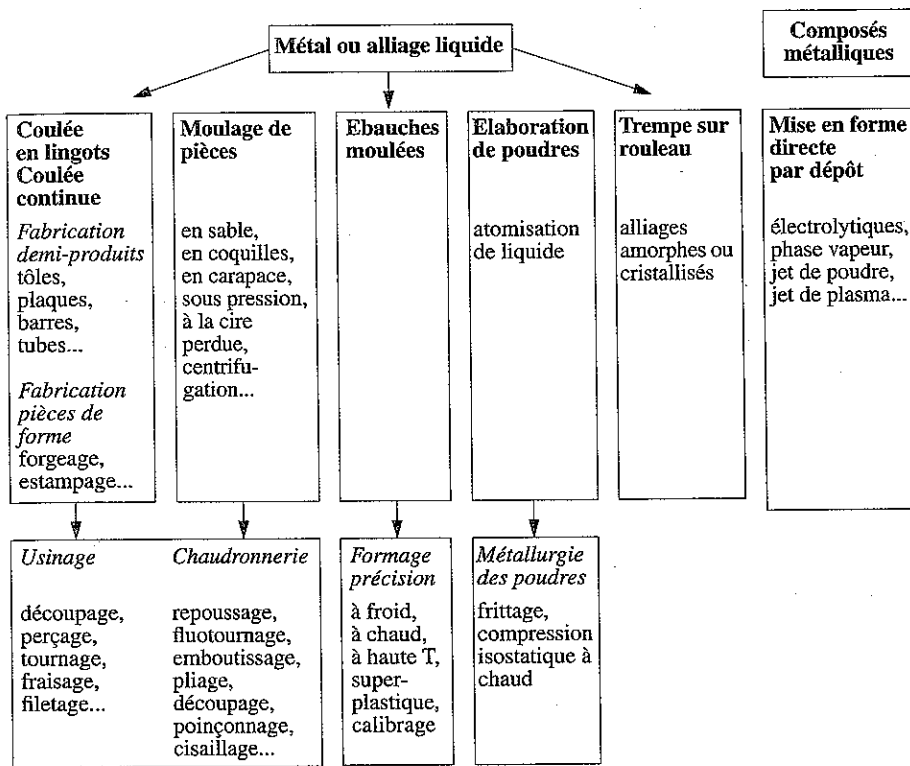 Métal ou alliage liquide
Composés
métalliques
Coulée
en lingots
Coulée
continue
Fabrication
demi-produits
tôles,
plaques,
barres,
tubes...
Fabrication
pièces de
forme
forgeage,
estampage...
Moulage de
pièces
en sable,
en coquilles,
en carapace,
sous pression,
à la cire
perdue,
centrifu-
gation...
Ebauches
moulées
Elaboration
de poudres
atomisation
de liquide
Trempe sur
rouleau
alliages
amorphes ou
cristallisés
Mise en forme
directe
par dépôt
électrolytiques,
phase vapeur,
jet de poudre,
jet de plasma...
Usinage
découpage,
perçage,
tournage,
fraisage,
filetage...
Chaudronnerie
repoussage,
fluotournage,
emboutissage,
pliage,
découpage,
poinçonnage,
cisaillage...
Formage
précision
à froid,
à chaud,
à haute T,
super-
plastique,
calibrage
Métallurgie
des poudres
frittage,
compression
isostatique à
chaud